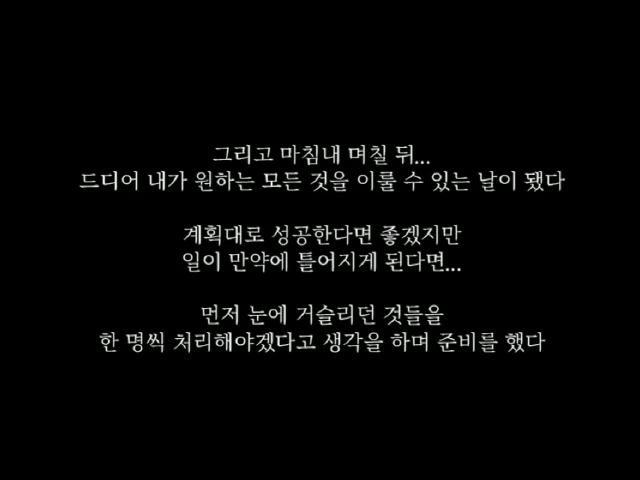 그리고 마침내 며칠 뒤...
드디어 내가 원하는 모든 것을 이룰 수 있는 날이 됐다
계획대로 성공한다면 좋겠지만
일이 만약에 틀어지게 된다면...
먼저 눈에 거슬리던 것들을
한 명씩 처리해야겠다고 생각을 하며 준비를 했다